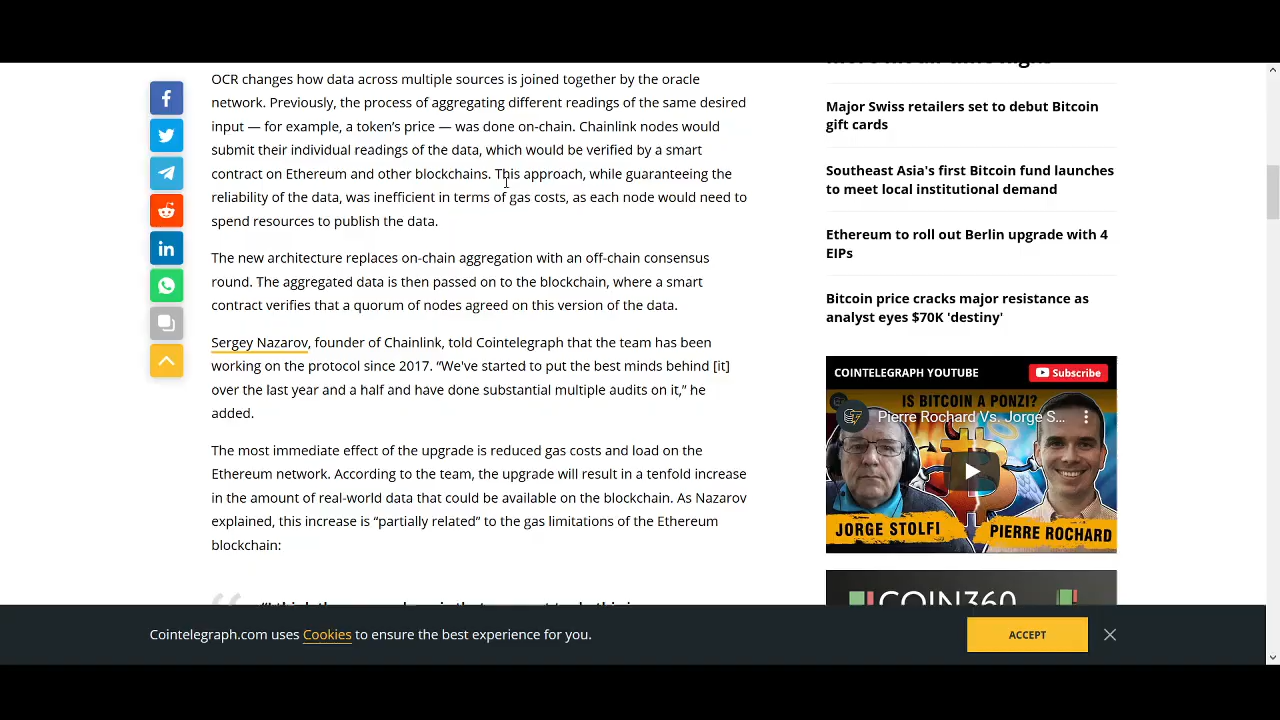 OCR changes how data across multiple sources is joined together by the oracle
network. Previously, the process of aggregating different readings of the same desired
input — for example, a token's price — was done on-chain. Chainlink nodes would
submit their individual readings of the data, which would be verified by a smart
contract on Ethereum and other blockchains. This approach, while guaranteeing the
reliability of the data, was inefficient in terms of gas costs, as each node would need to
spend resources to publish the data.
The new architecture replaces on-chain aggregation with an off-chain consensus
round. The aggregated data is then passed on to the blockchain, where a smart
contract verifies that a quorum of nodes agreed on this version of the data.
Sergey Nazarov, founder of Chainlink, told Cointelegraph that the team has been
working on the protocol since 2017. “We've started to put the best minds behind [it]
over the last year and a half and have done substantial multiple audits on it,” he
added.
The most immediate effect of the upgrade is reduced gas costs and load on the
Ethereum network. According to the team, the upgrade will result in a tenfold increase
in the amount of real-world data that could be available on the blockchain. As Nazarov
explained, this increase is “partially related” to the gas limitations of the Ethereum
blockchain:
Major Swiss retailers set to debut Bitcoin
gift cards
Southeast Asia's first Bitcoin fund launches
to meet local institutional demand
Ethereum to roll out Berlin upgrade with 4
EIPs
Bitcoin price cracks major resistance as
analyst eyes $70K 'destiny'
COINTELEGRAPH YOUTUBE
Subscribe
IS BITCOIN A PONZI?
Pierre Rochard Vs. Jorge S...
JORGE STOLFI
PIERRE ROCHARD
COIN360
Cointelegraph.com uses Cookies to ensure the best experience for you.
ACCEPT